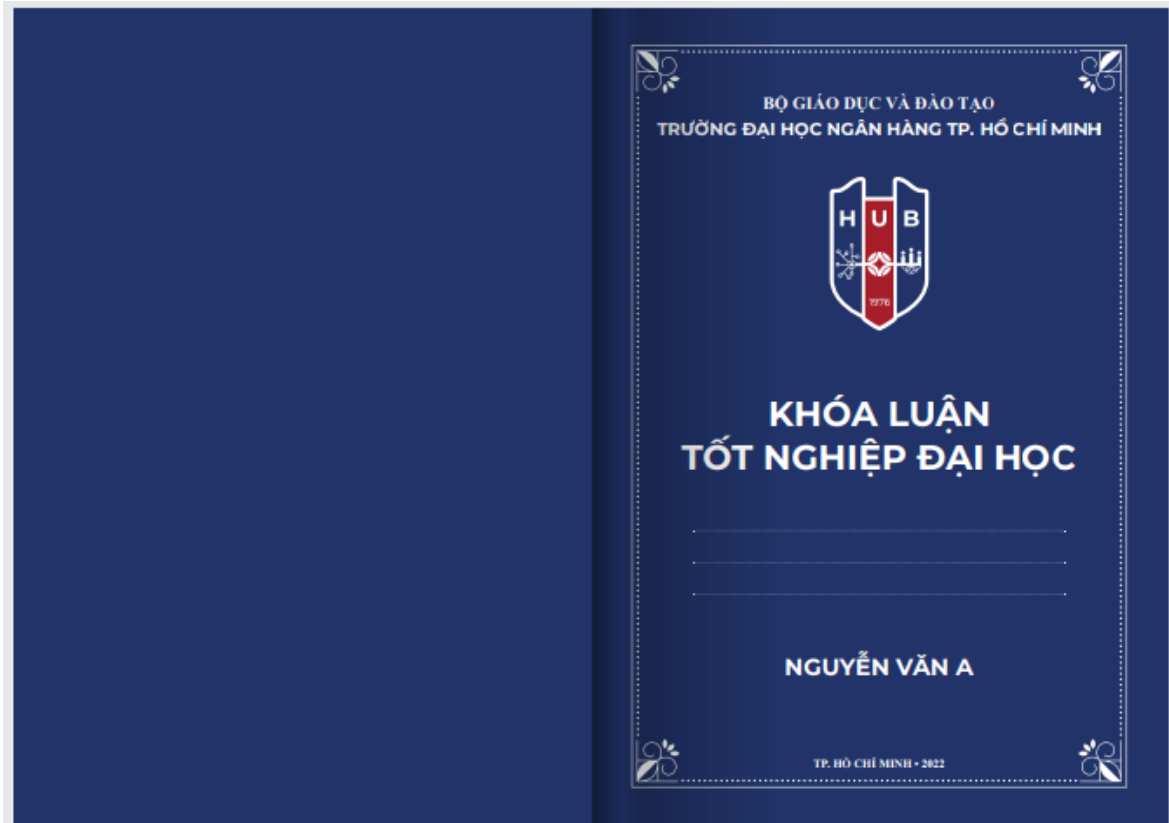 BỘ GIÁO DỤC VÀ ĐÀO TẠO
TRƯỜNG ĐẠI HỌC NGÂN HÀNG TP. HỒ CHÍ MINH
H U B
1976
KHÓA LUẬN
TỐT NGHIỆP ĐẠI HỌC
NGUYỄN VĂN A
TP. HỒ CHÍ MINH • 2022